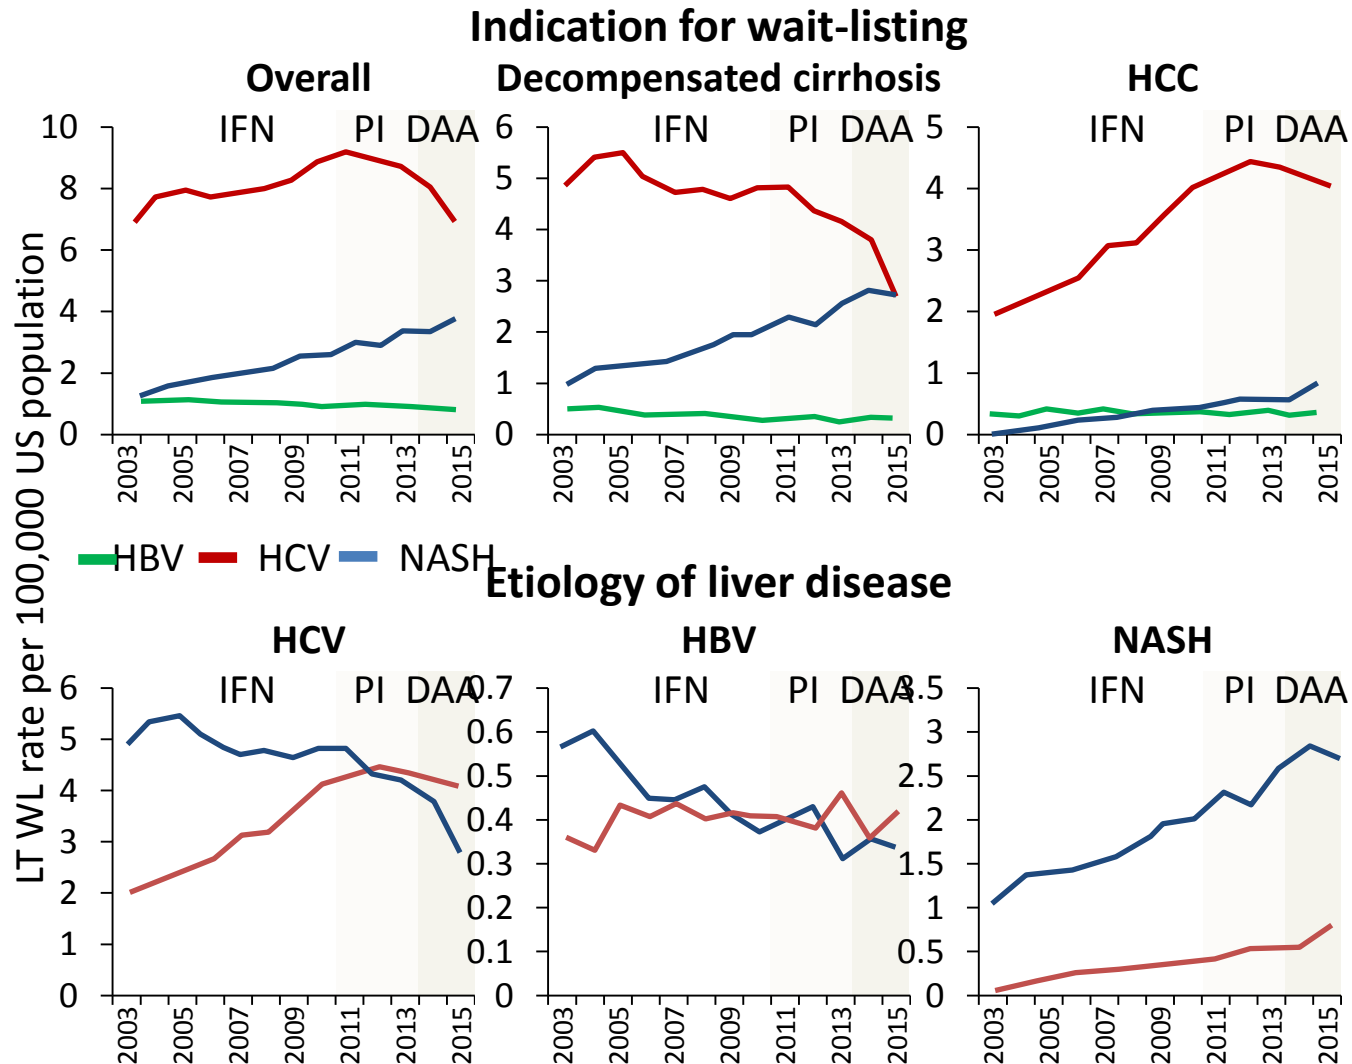 Indication for wait-listing
Overall
Decompensated cirrhosis
HCC
LT WL rate per 100,000 US population
IFN PI DAA
10
8
6
4
2
0
2003 2005 2007 2009 2011 2013 2015
IFN PI DAA
6
5
4
3
2
1
0
2003 2005 2007 2009 2011 2013 2015
IFN PI DAA
5
4
3
2
1
0
2003 2005 2007 2009 2011 2013 2015
HBV HCV NASH
Etiology of liver disease
HCV
HBV
NASH
IFN PI DAA
6
5
4
3
2
1
0
2003 2005 2007 2009 2011 2013 2015
IFN PI DAA
0.7
0.6
0.5
0.4
0.3
0.2
0.1
0
2003 2005 2007 2009 2011 2013 2015
IFN PI DAA
3.5
3
2.5
2
1.5
1
0.5
0
2003 2005 2007 2009 2011 2013 2015